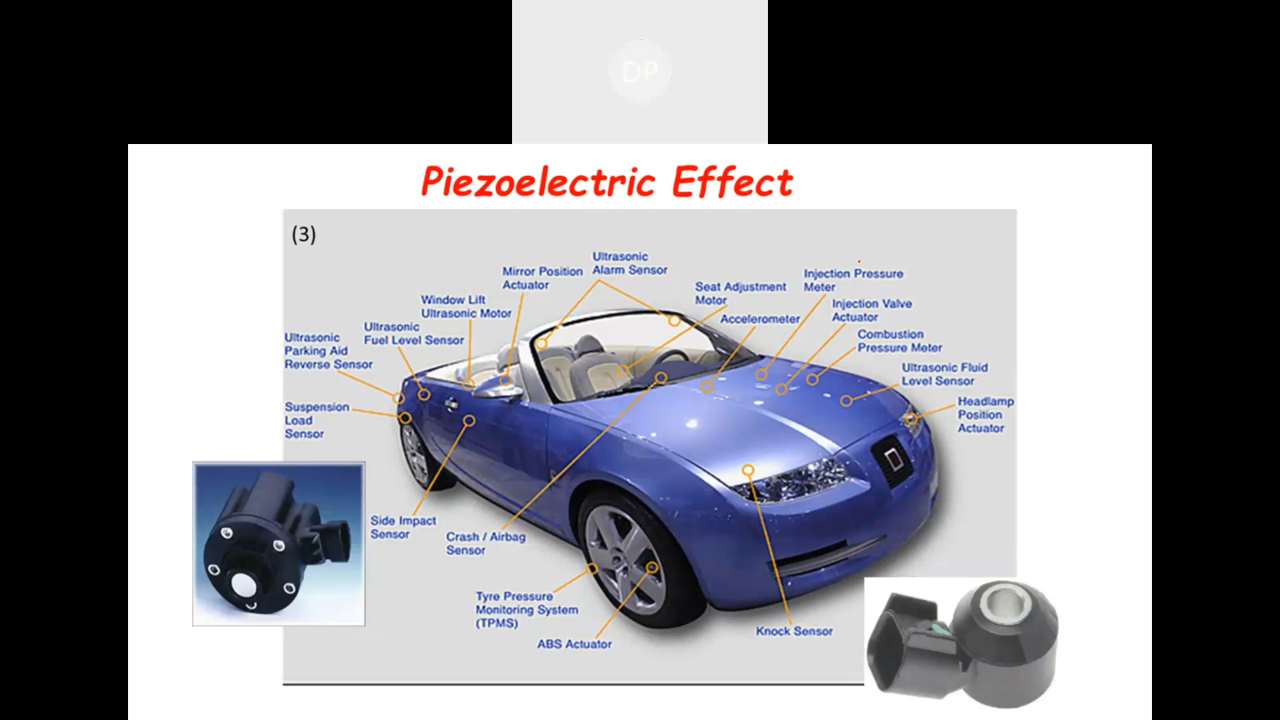 DP
Piezoelectric Effect
(3)
Ultrasonic
Alarm Sensor
Mirror Position
Actuator
Seat Adjustment
Motor
Injection Pressure
Meter
Window Lift
Ultrasonic Motor
Injection Valve
Actuator
Accelerometer
Ultrasonic
Fuel Level Sensor
Ultrasonic
Parking Aid
Reverse Sensor
Combustion
Pressure Meter
Ultrasonic Fluid
Level Sensor
Suspension
Load
Sensor
Headlamp
Position
Actuator
Side Impact
Sensor
Crash / Airbag
Sensor
Tyre Pressure
Monitoring System
(TPMS)
Knock Sensor
ABS Actuator